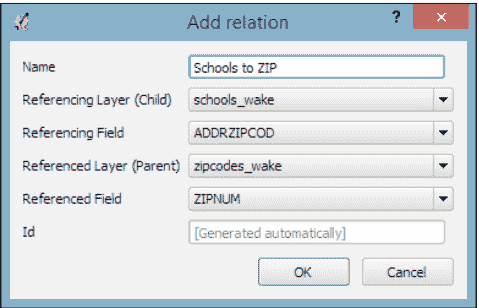 Add relation
? ×
Name Schools to ZIP
Referencing Layer (Child) schools_wake
Referencing Field ADDRZIPCOD
Referenced Layer (Parent) zipcodes_wake
Referenced Field ZIPNUM
Id [Generated automatically]
OK Cancel